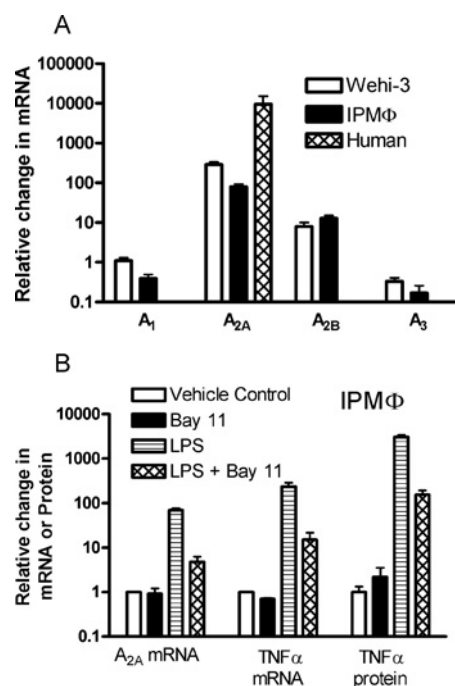 A
Relative change in mRNA
100000
10000
1000
100
10
1
0.1
Wehi-3
IPMΦ
Human
A1
A2A
A2B
A3
B
Relative change in
mRNA or Protein
10000
1000
100
10
1
0.1
Vehicle Control
Bay 11
LPS
LPS + Bay 11
IPMΦ
A2A mRNA
TNFα
mRNA
TNFα
protein